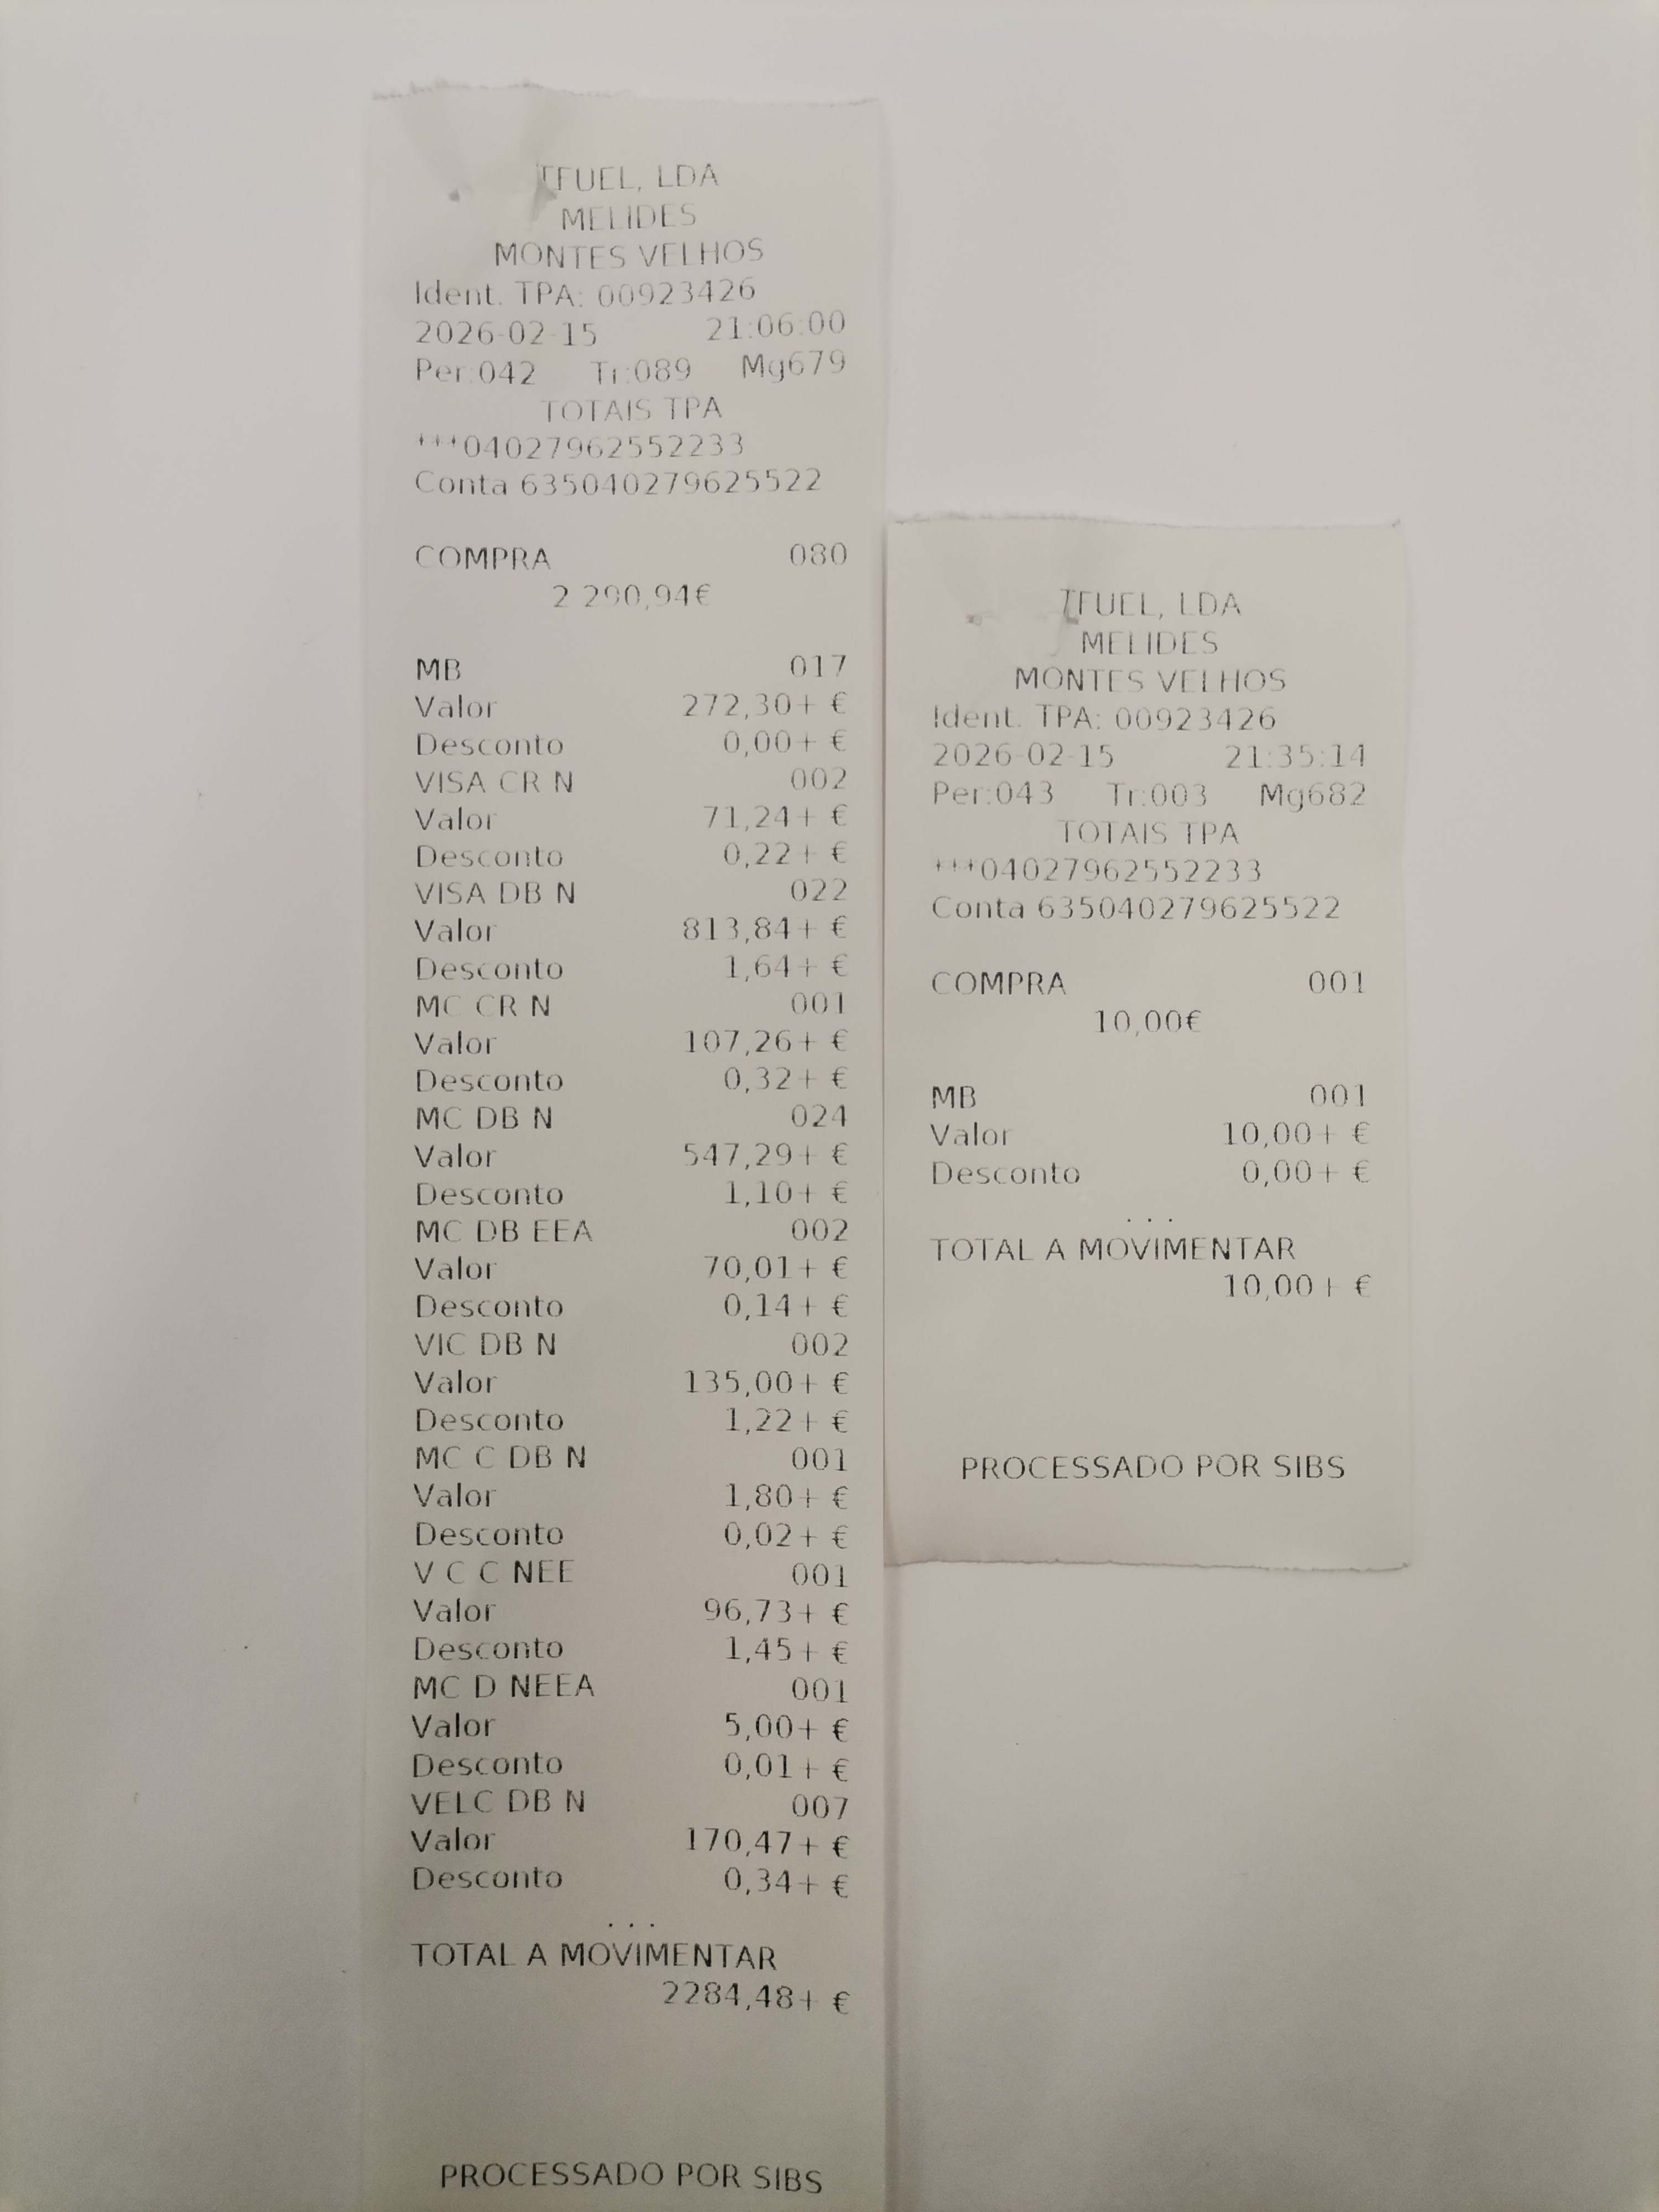 TFUEL, LDA
MELIDES
MONTES VELHOS
Ident. TPA: 00923426
2026-02-15 21:06:00
Per:042 Tr:089 Mg679
TOTAIS TPA
***04027962552233
Conta 635040279625522
COMPRA 080
2 290,94€
MB 017
Valor 272,30+ €
Desconto 0,00+ €
VISA CR N 002
Valor 71,24+ €
Desconto 0,22+ €
VISA DB N 022
Valor 813,84+ €
Desconto 1,64+ €
MC CR N 001
Valor 107,26+ €
Desconto 0,32+ €
MC DB N 024
Valor 547,29+ €
Desconto 1,10+ €
MC DB EEA 002
Valor 70,01+ €
Desconto 0,14+ €
VIC DB N 002
Valor 135,00+ €
Desconto 1,22+ €
MC C DB N 001
Valor 1,80+ €
Desconto 0,02+ €
V C C NEE 001
Valor 96,73+ €
Desconto 1,45+ €
MC D NEEA 001
Valor 5,00+ €
Desconto 0,01+ €
VELC DB N 007
Valor 170,47+ €
Desconto 0,34+ €
...
TOTAL A MOVIMENTAR
2284,48+ €
PROCESSADO POR SIBS
TFUEL, LDA
MELIDES
MONTES VELHOS
Ident. TPA: 00923426
2026-02-15 21:35:14
Per:043 Tr:003 Mg682
TOTAIS TPA
***04027962552233
Conta 635040279625522
COMPRA 001
10,00€
MB 001
Valor 10,00+ €
Desconto 0,00+ €
...
TOTAL A MOVIMENTAR
10,00+ €
PROCESSADO POR SIBS